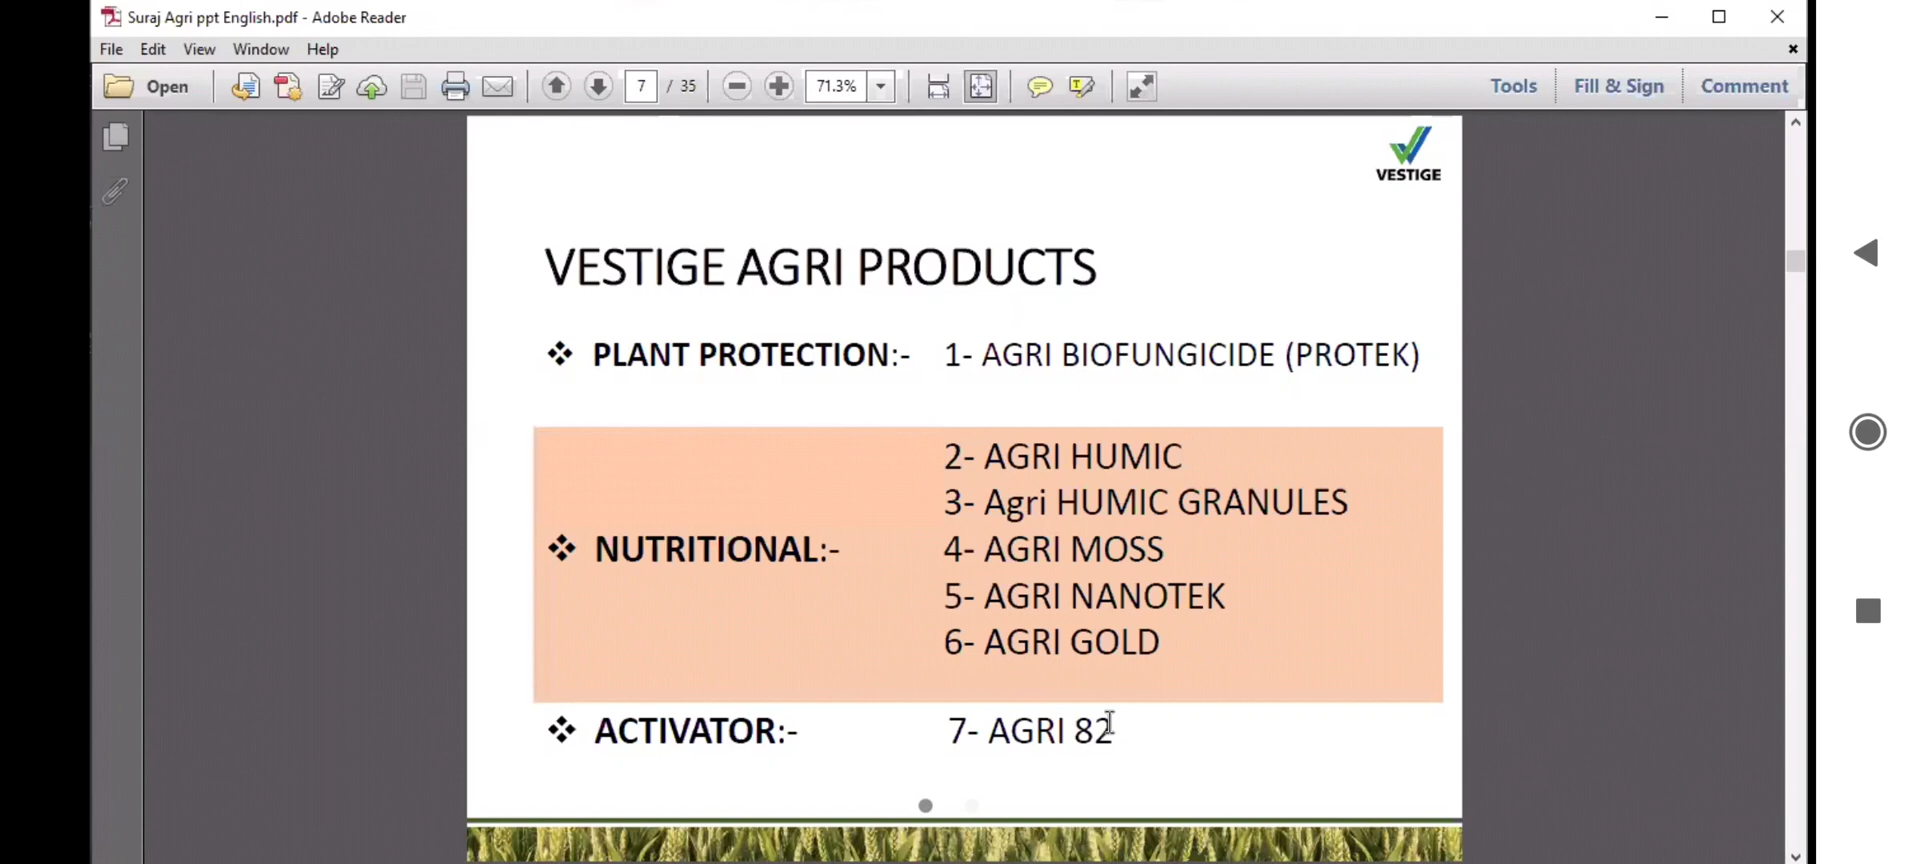 Suraj Agri ppt English.pdf - Adobe Reader
File Edit View Window Help
Open 7 / 35 71.3% Tools Fill & Sign Comment
VESTIGE
VESTIGE AGRI PRODUCTS
❖ PLANT PROTECTION:- 1- AGRI BIOFUNGICIDE (PROTEK)
2- AGRI HUMIC
3- Agri HUMIC GRANULES
❖ NUTRITIONAL:- 4- AGRI MOSS
5- AGRI NANOTEK
6- AGRI GOLD
❖ ACTIVATOR:- 7- AGRI 82